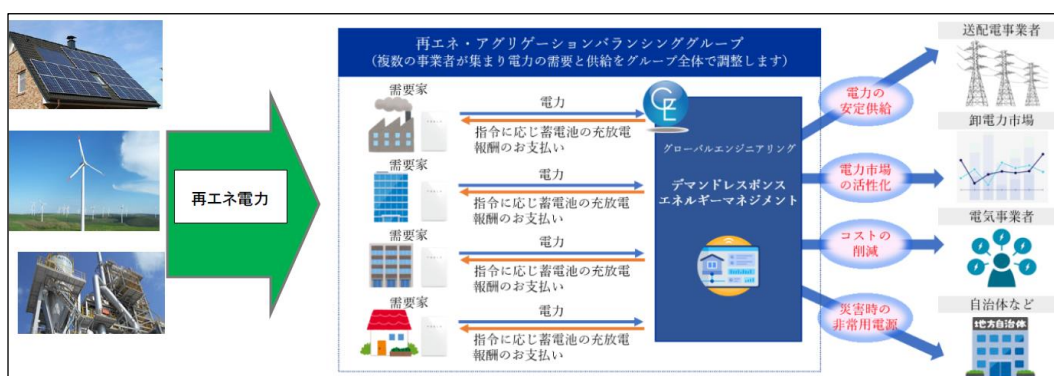 再エネ電力
再エネ・アグリゲーションバランシンググループ
（複数の事業者が集まり電力の需要と供給をグループ全体で調整します）
需要家
電力
指令に応じ蓄電池の充放電
報酬のお支払い
需要家
電力
指令に応じ蓄電池の充放電
報酬のお支払い
需要家
電力
指令に応じ蓄電池の充放電
報酬のお支払い
需要家
電力
指令に応じ蓄電池の充放電
報酬のお支払い
GE
グローバルエンジニアリング
デマンドレスポンス
エネルギーマネジメント
電力の
安定供給
電力市場
の活性化
コストの
削減
災害時の
非常用電源
送配電事業者
卸電力市場
電気事業者
自治体など
地方自治体